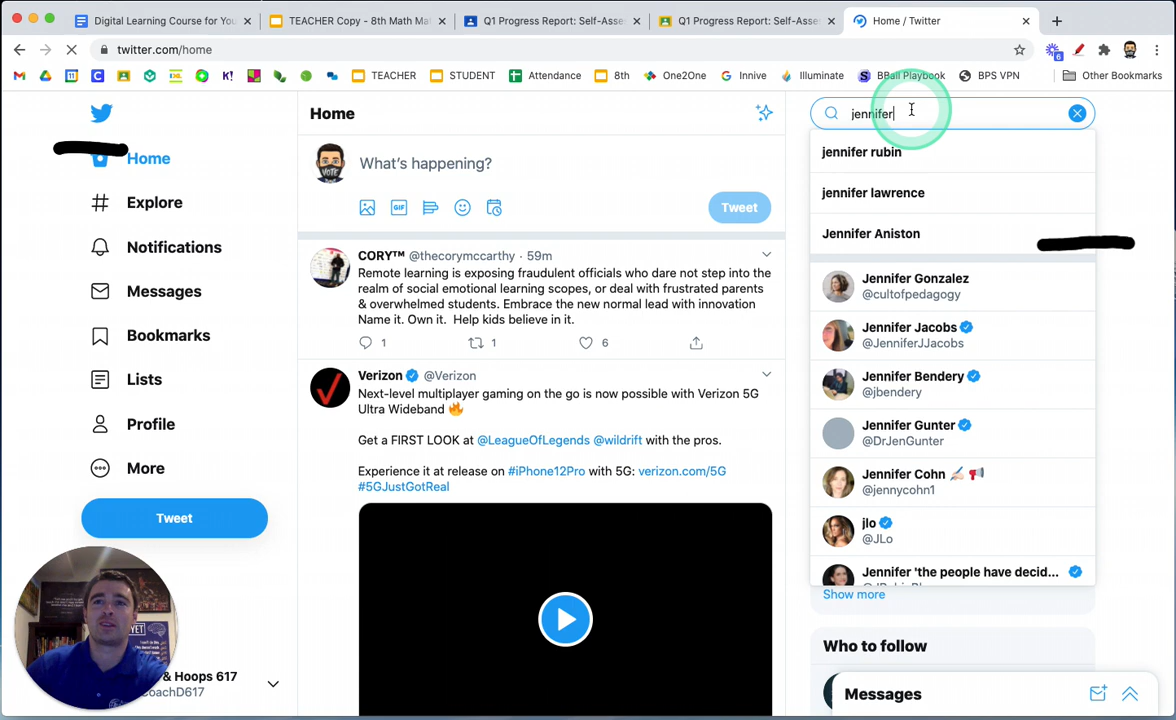 Digital Learning Course for You
TEACHER Copy - 8th Math Ma
Q1 Progress Report: Self-Asse
Q1 Progress Report: Self-Asse
Home / Twitter
twitter.com/home
6
TEACHER
STUDENT
Attendance
8th
One2One
Innive
Illuminate
BBall Playbook
BPS VPN
Other Bookmarks
Home
Explore
Notifications
Messages
Bookmarks
Lists
Profile
More
Tweet
& Hoops 617
CoachD617
Home
VOTE
What's happening?
GIF
Tweet
CORY™ @thecorymccarthy · 59m
Remote learning is exposing fraudulent officials who dare not step into the
realm of social emotional learning scopes, or deal with frustrated parents
& overwhelmed students. Embrace the new normal lead with innovation
Name it. Own it. Help kids believe in it.
1
1
6
Verizon @Verizon
Next-level multiplayer gaming on the go is now possible with Verizon 5G
Ultra Wideband 🔥
Get a FIRST LOOK at @LeagueOfLegends @wildrift with the pros.
Experience it at release on #iPhone12Pro with 5G: verizon.com/5G
#5GJustGotReal
jennifer
jennifer rubin
jennifer lawrence
Jennifer Aniston
Jennifer Gonzalez
@cultofpedagogy
Jennifer Jacobs
@JenniferJJacobs
Jennifer Bendery
@jbendery
Jennifer Gunter
@DrJenGunter
Jennifer Cohn ✍🏻 📢
@jennycohn1
jlo
@JLo
Jennifer 'the people have decid...
Show more
Who to follow
Messages
YET